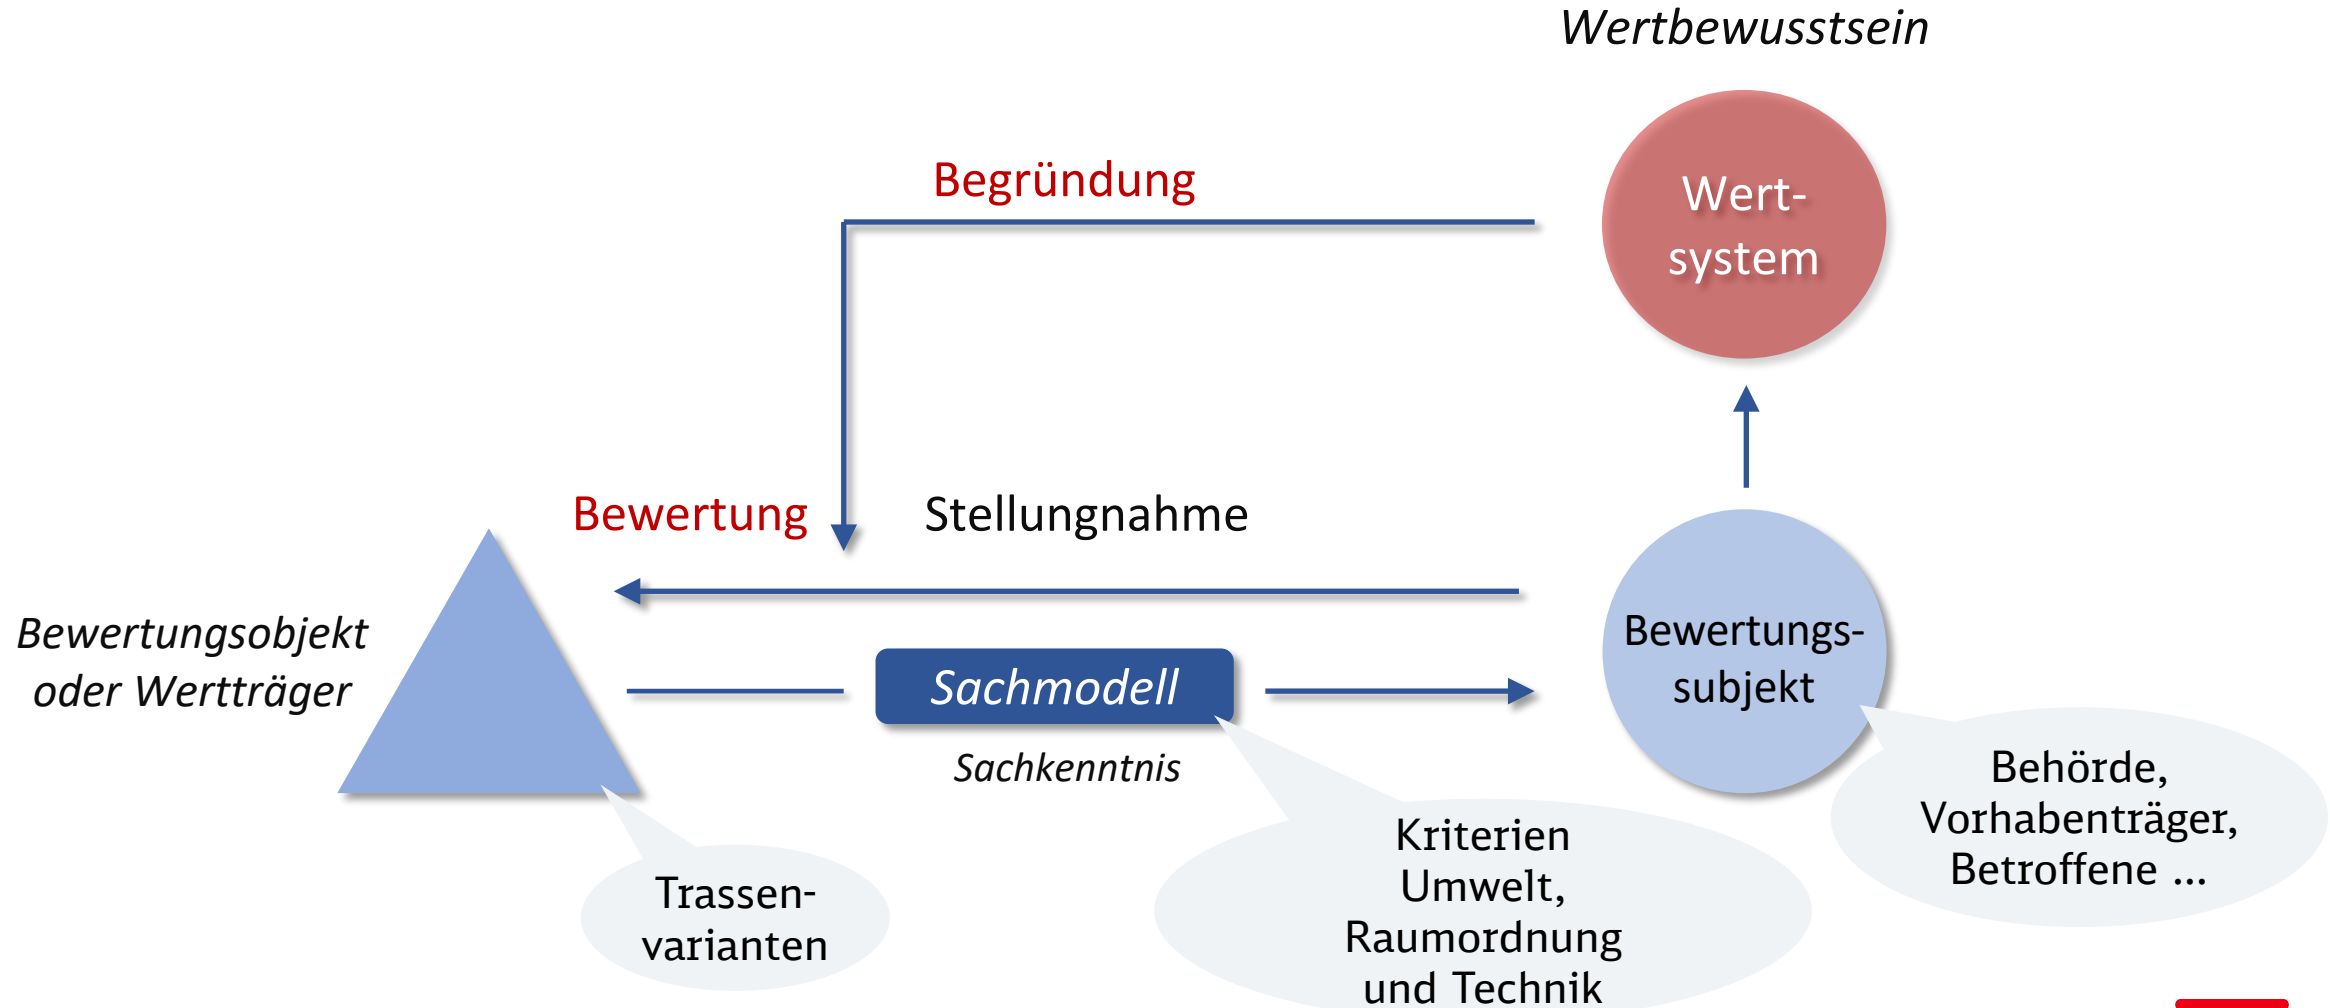 Wertbewusstsein
Begründung
Wert-
system
Bewertung
Stellungnahme
Bewertungsobjekt
oder Wertträger
Sachmodell
Sachkenntnis
Bewertungs-
subjekt
Behörde,
Vorhabenträger,
Betroffene ...
Kriterien
Umwelt,
Raumordnung
und Technik
Trassen-
varianten